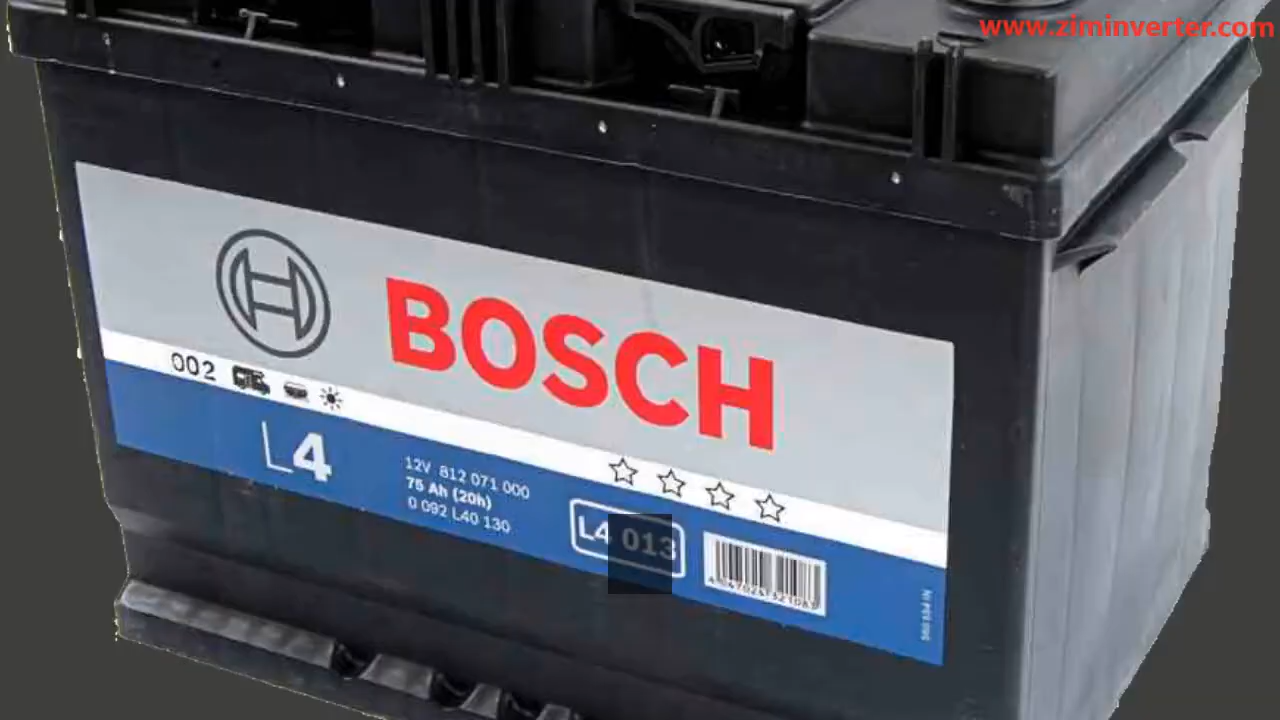 www.ziminverter.com
BOSCH
002
L4
12V 812 071 000
75 Ah (20h)
0 092 L40 130
L4 013